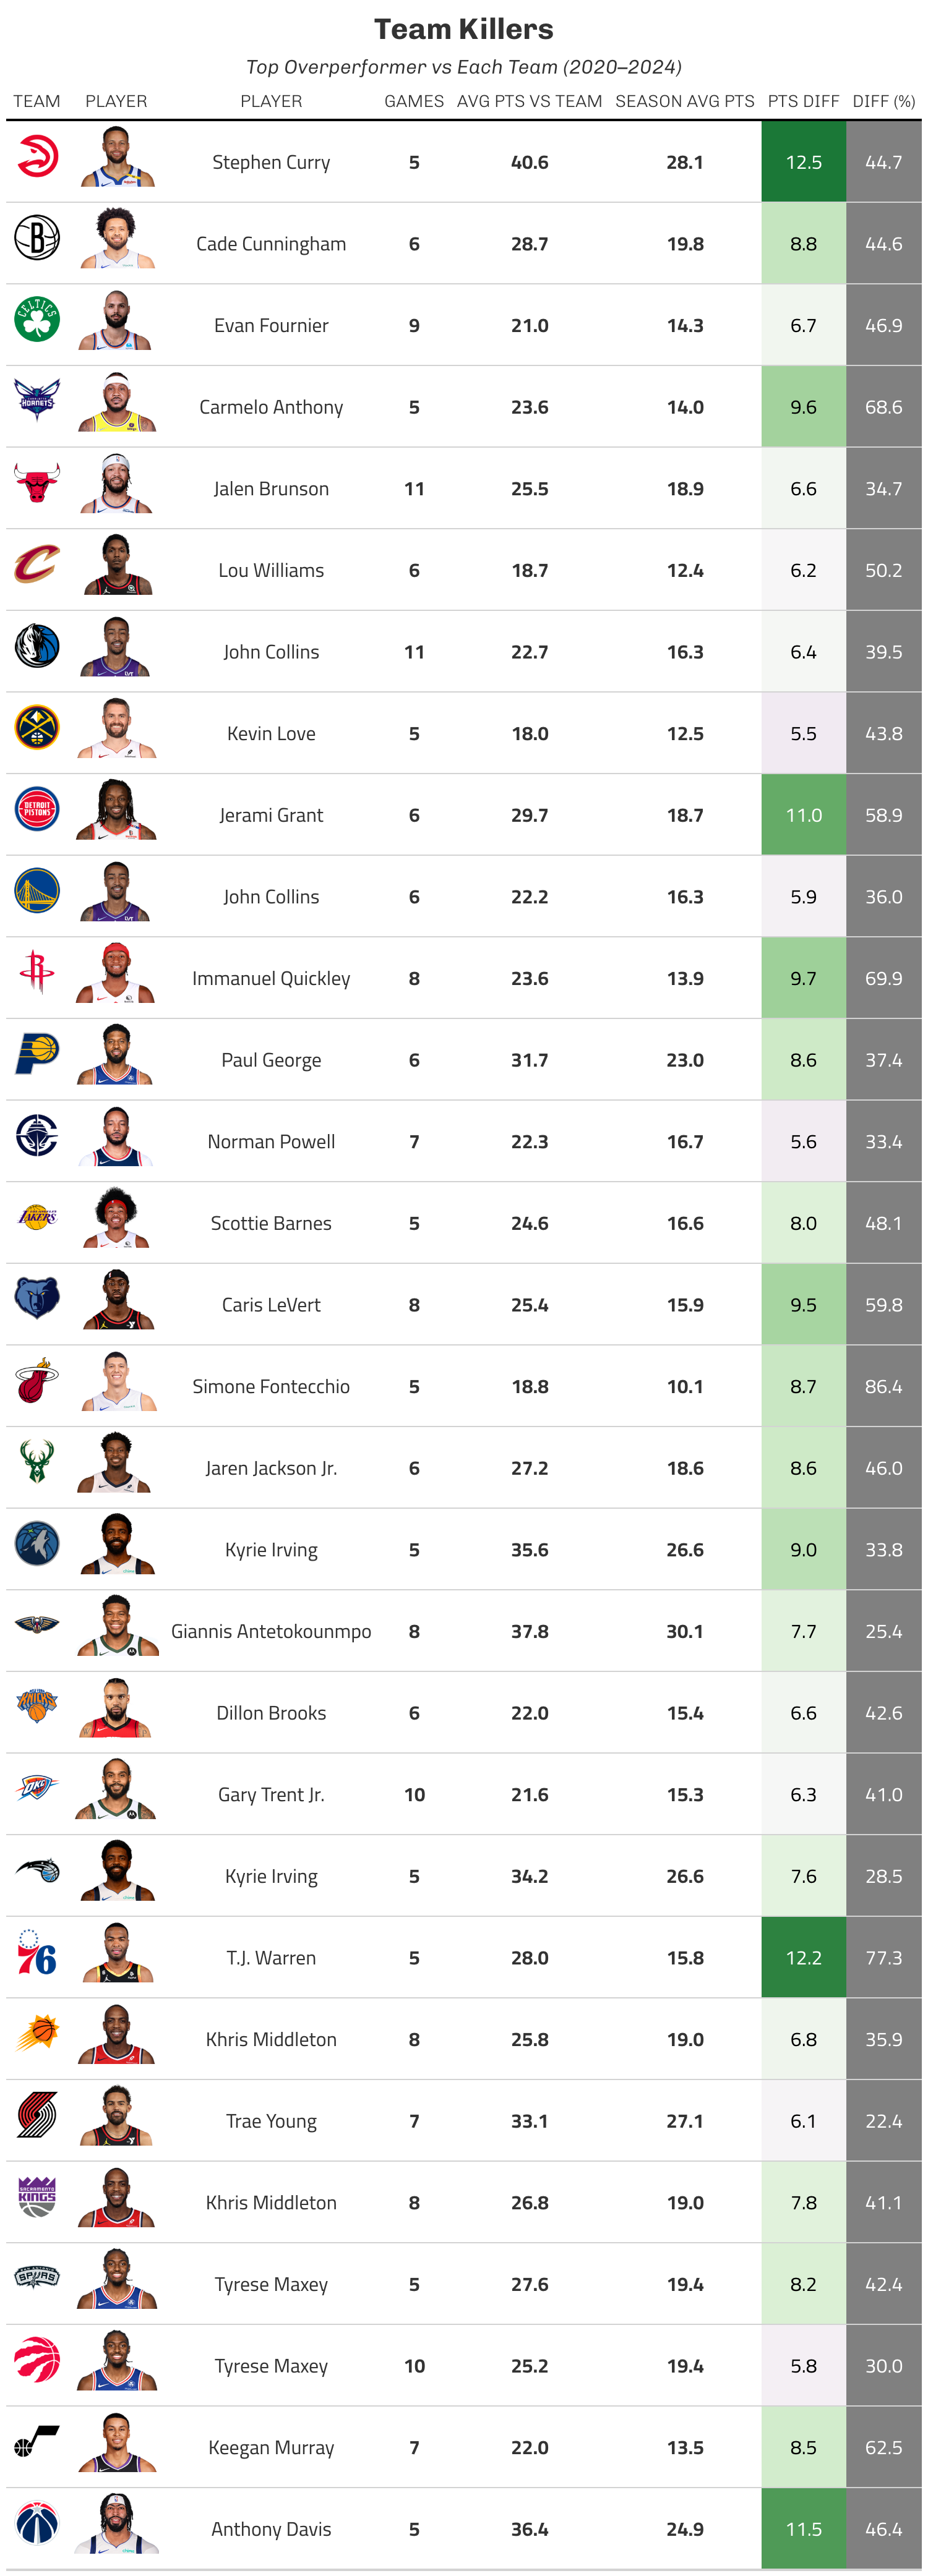 Team Killers
Top Overperformer vs Each Team (2020–2024)
TEAM PLAYER PLAYER GAMES AVG PTS VS TEAM SEASON AVG PTS PTS DIFF DIFF (%)
Stephen Curry 5 40.6 28.1 12.5 44.7
B Cade Cunningham 6 28.7 19.8 8.8 44.6
CELTICS Evan Fournier 9 21.0 14.3 6.7 46.9
HORNETS Carmelo Anthony 5 23.6 14.0 9.6 68.6
Jalen Brunson 11 25.5 18.9 6.6 34.7
C Lou Williams 6 18.7 12.4 6.2 50.2
John Collins 11 22.7 16.3 6.4 39.5
Kevin Love 5 18.0 12.5 5.5 43.8
DETROIT PISTONS Jerami Grant 6 29.7 18.7 11.0 58.9
John Collins 6 22.2 16.3 5.9 36.0
R Immanuel Quickley 8 23.6 13.9 9.7 69.9
P Paul George 6 31.7 23.0 8.6 37.4
Norman Powell 7 22.3 16.7 5.6 33.4
LAKERS Scottie Barnes 5 24.6 16.6 8.0 48.1
Caris LeVert 8 25.4 15.9 9.5 59.8
Simone Fontecchio 5 18.8 10.1 8.7 86.4
Jaren Jackson Jr. 6 27.2 18.6 8.6 46.0
Kyrie Irving 5 35.6 26.6 9.0 33.8
Giannis Antetokounmpo 8 37.8 30.1 7.7 25.4
KNICKS Dillon Brooks 6 22.0 15.4 6.6 42.6
OKC Gary Trent Jr. 10 21.6 15.3 6.3 41.0
Kyrie Irving 5 34.2 26.6 7.6 28.5
76 T.J. Warren 5 28.0 15.8 12.2 77.3
Khris Middleton 8 25.8 19.0 6.8 35.9
Trae Young 7 33.1 27.1 6.1 22.4
SACRAMENTO KINGS Khris Middleton 8 26.8 19.0 7.8 41.1
SPURS Tyrese Maxey 5 27.6 19.4 8.2 42.4
Tyrese Maxey 10 25.2 19.4 5.8 30.0
Keegan Murray 7 22.0 13.5 8.5 62.5
Anthony Davis 5 36.4 24.9 11.5 46.4